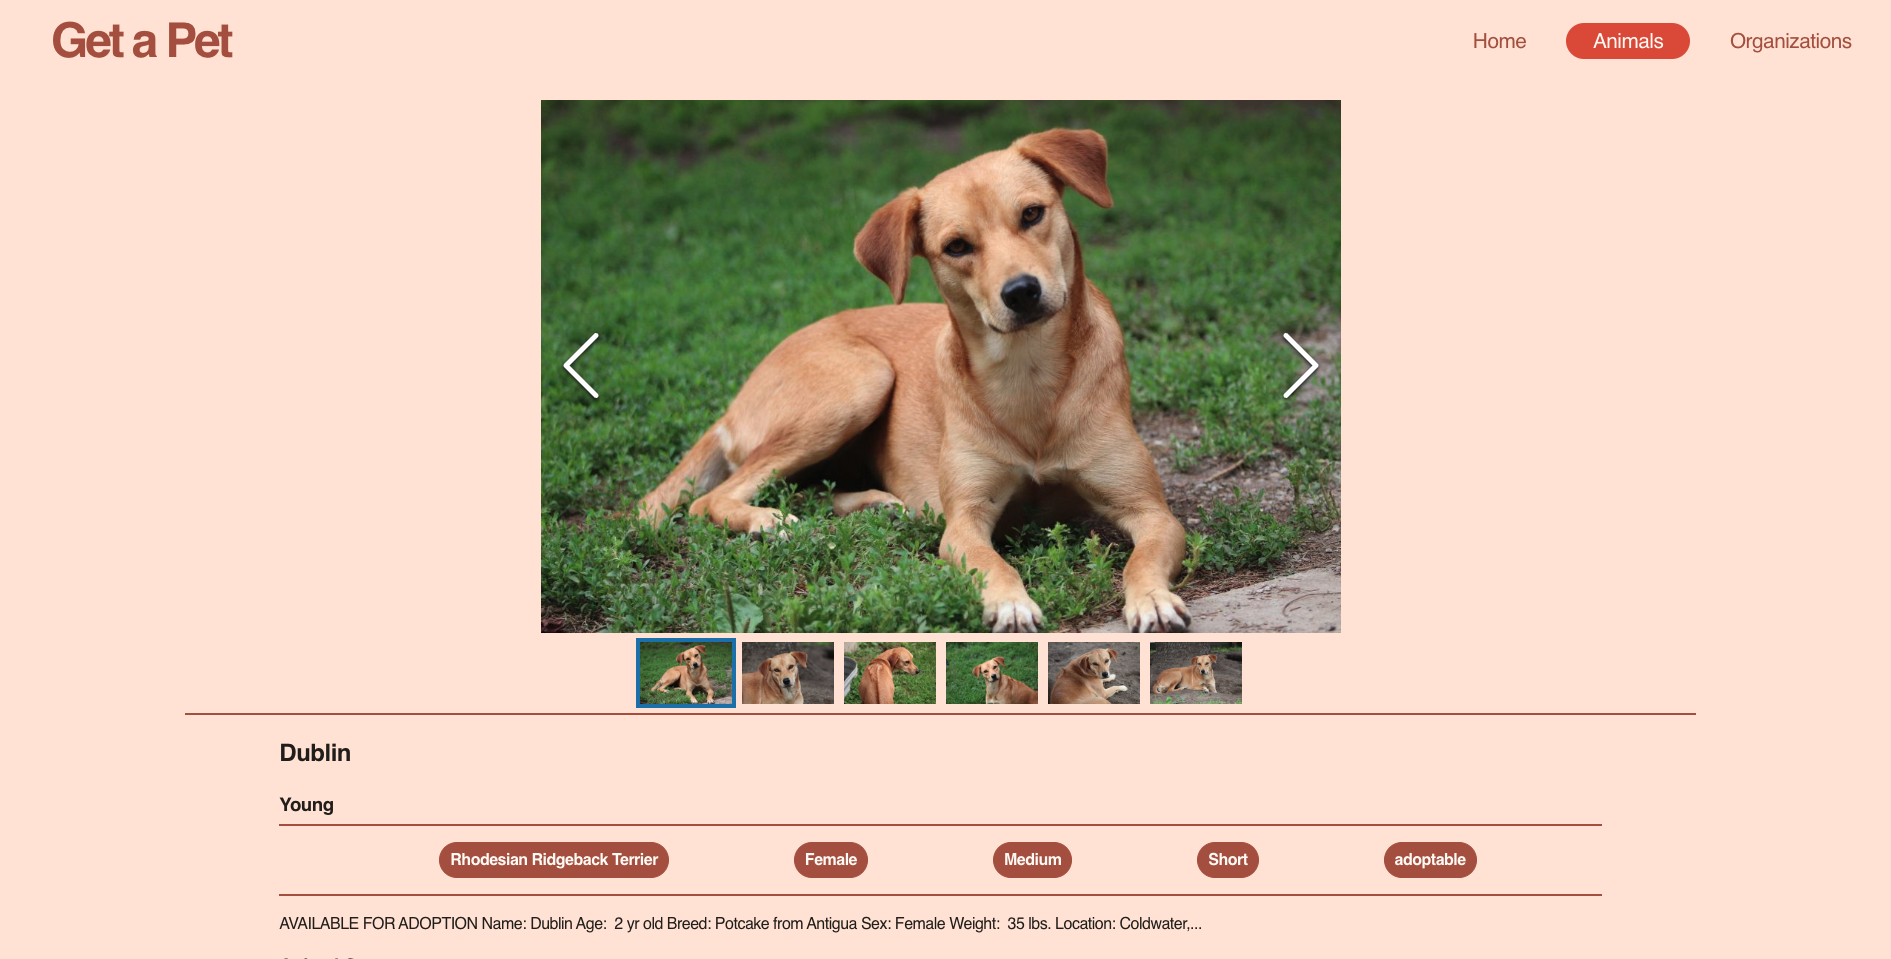 Get a Pet
Home Animals Organizations
Dublin
Young
Rhodesian Ridgeback Terrier Female Medium Short adoptable
AVAILABLE FOR ADOPTION Name: Dublin Age:  2 yr old Breed: Potcake from Antigua Sex: Female Weight:  35 lbs. Location: Coldwater,...